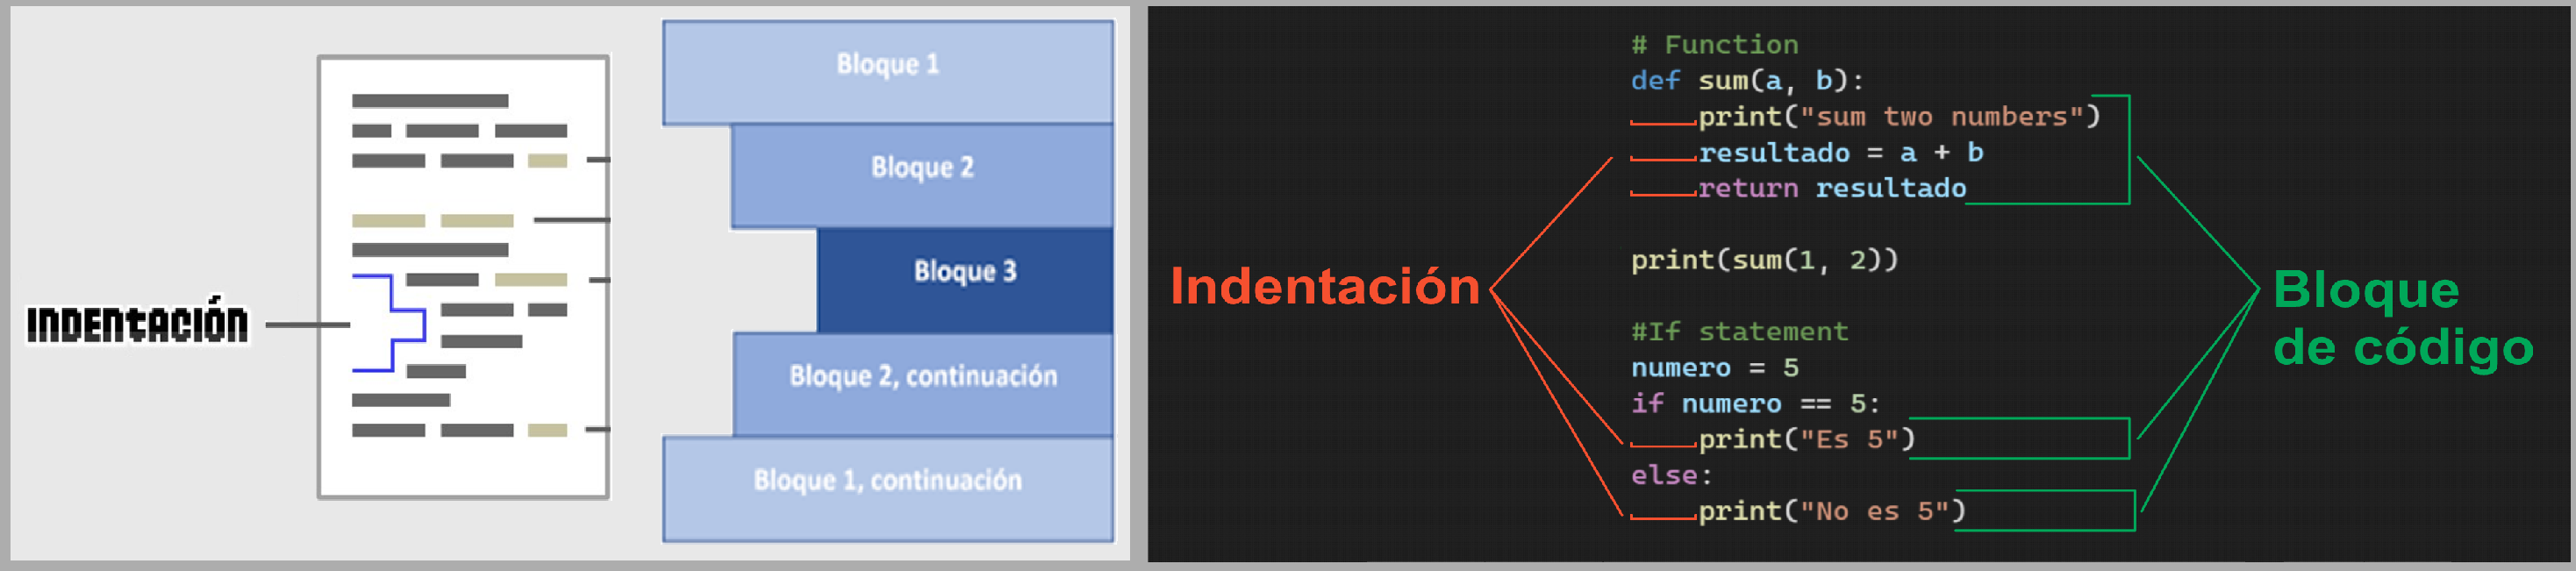 INDENtACIÓN
Bloque 1
Bloque 2
Bloque 3
Bloque 2, continuación
Bloque 1, continuación
Indentación
# Function
def sum(a, b):
print("sum two numbers")
resultado = a + b
return resultado
print(sum(1, 2))
#If statement
numero = 5
if numero == 5:
print("Es 5")
else:
print("No es 5")
Bloque
de código